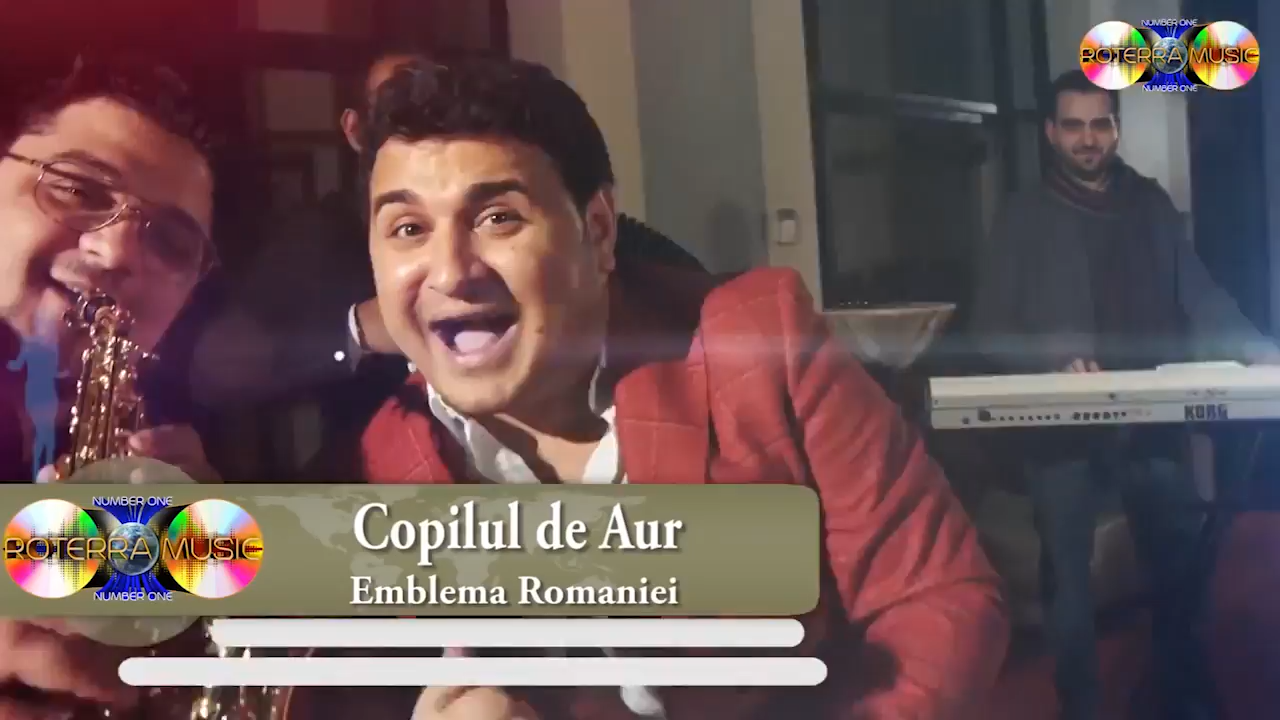 NUMBER ONE
ROTERRA MUSIC
NUMBER ONE
KORG
NUMBER ONE
ROTERRA MUSIC
NUMBER ONE
Copilul de Aur
Emblema Romaniei